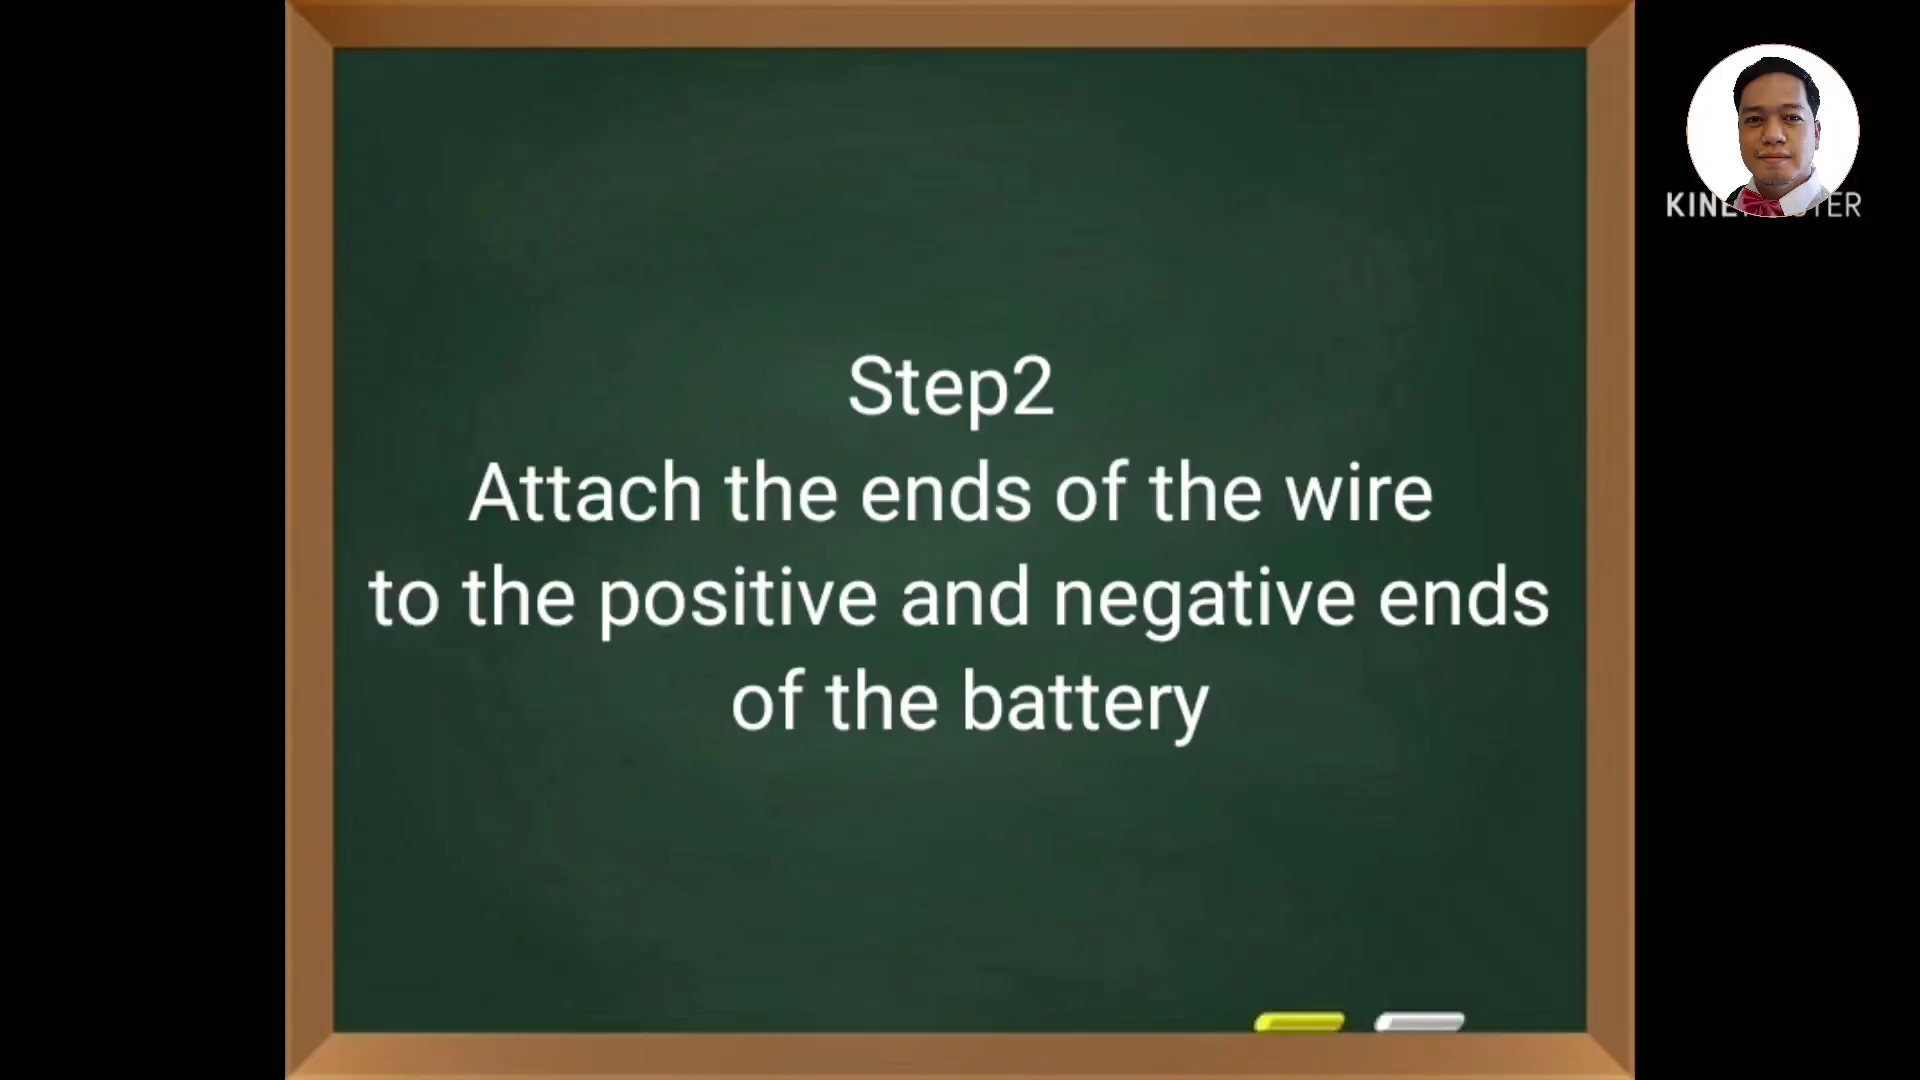 Step2
Attach the ends of the wire
to the positive and negative ends
of the battery